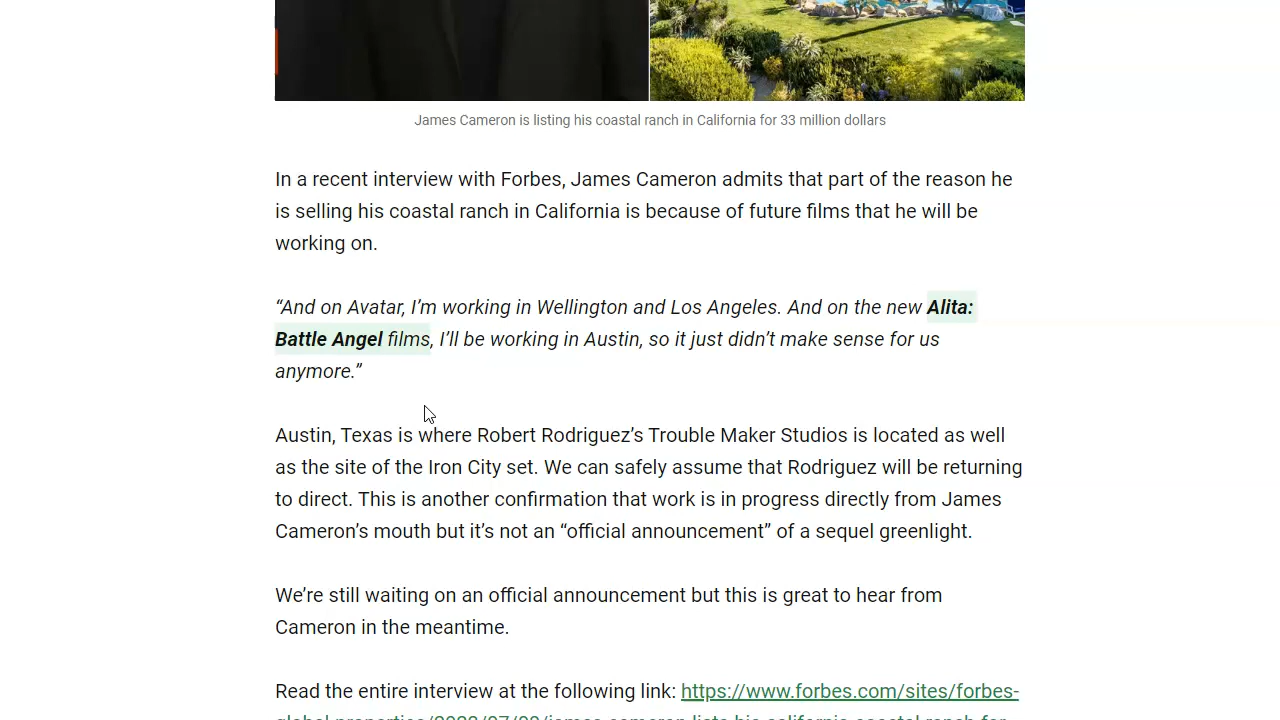 James Cameron is listing his coastal ranch in California for 33 million dollars
In a recent interview with Forbes, James Cameron admits that part of the reason he
is selling his coastal ranch in California is because of future films that he will be
working on.
“And on Avatar, I’m working in Wellington and Los Angeles. And on the new Alita:
Battle Angel films, I’ll be working in Austin, so it just didn’t make sense for us
anymore.”
Austin, Texas is where Robert Rodriguez’s Trouble Maker Studios is located as well
as the site of the Iron City set. We can safely assume that Rodriguez will be returning
to direct. This is another confirmation that work is in progress directly from James
Cameron’s mouth but it’s not an “official announcement” of a sequel greenlight.
We’re still waiting on an official announcement but this is great to hear from
Cameron in the meantime.
Read the entire interview at the following link: https://www.forbes.com/sites/forbes-